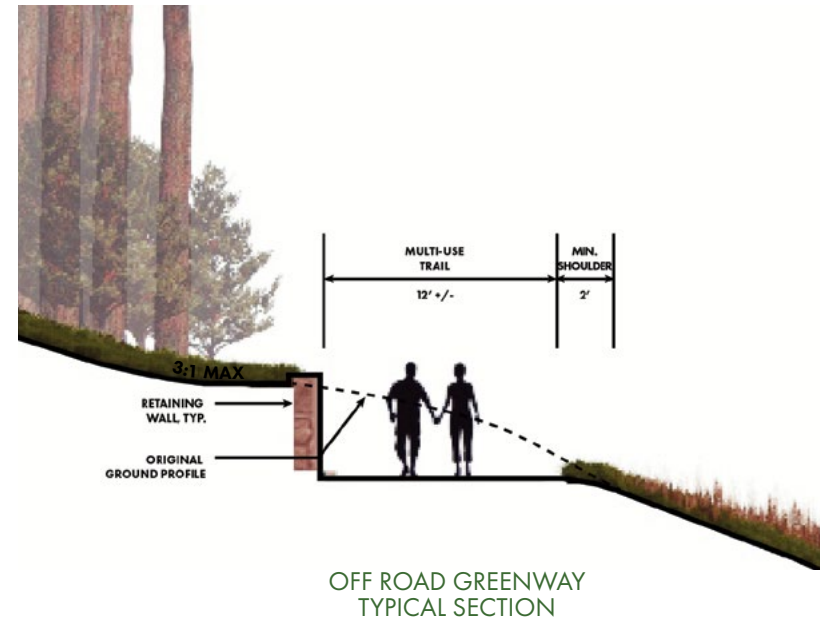 MULTI-USE
TRAIL
12' +/-
MIN.
SHOULDER
2'
3:1 MAX
RETAINING
WALL, TYP.
ORIGINAL
GROUND PROFILE
OFF ROAD GREENWAY
TYPICAL SECTION